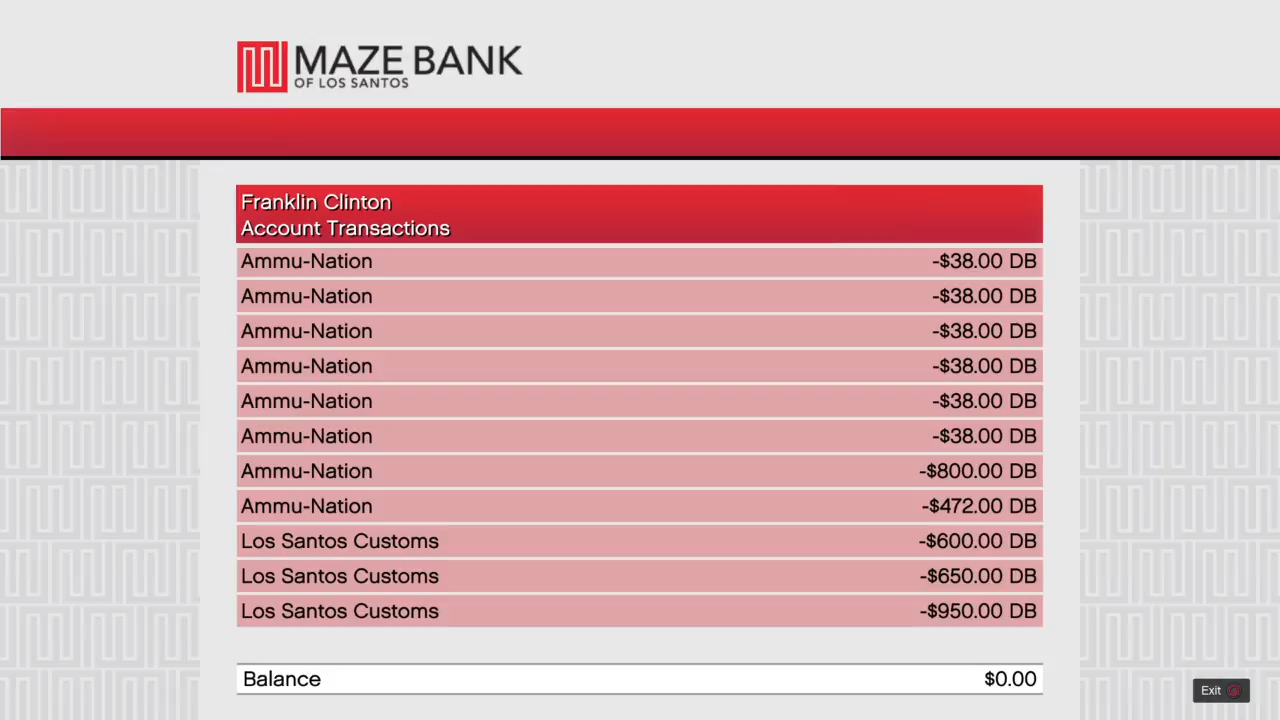 MAZE BANK
OF LOS SANTOS
Franklin Clinton
Account Transactions
Ammu-Nation -$38.00 DB
Ammu-Nation -$38.00 DB
Ammu-Nation -$38.00 DB
Ammu-Nation -$38.00 DB
Ammu-Nation -$38.00 DB
Ammu-Nation -$38.00 DB
Ammu-Nation -$800.00 DB
Ammu-Nation -$472.00 DB
Los Santos Customs -$600.00 DB
Los Santos Customs -$650.00 DB
Los Santos Customs -$950.00 DB
Balance $0.00
Exit